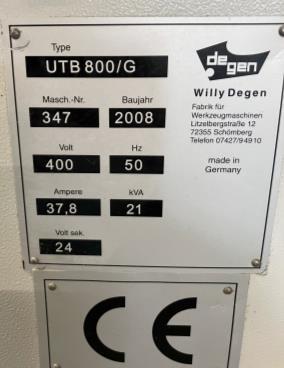 Type
UTB 800/G
degen
Willy Degen
Masch.-Nr. Baujahr
347 2008
Fabrik für
Werkzeugmaschinen
Litzelbergstraße 12
72355 Schömberg
Telefon 07427/94910
Volt Hz
400 50
made in
Germany
Ampere kVA
37,8 21
Volt sek.
24
CE